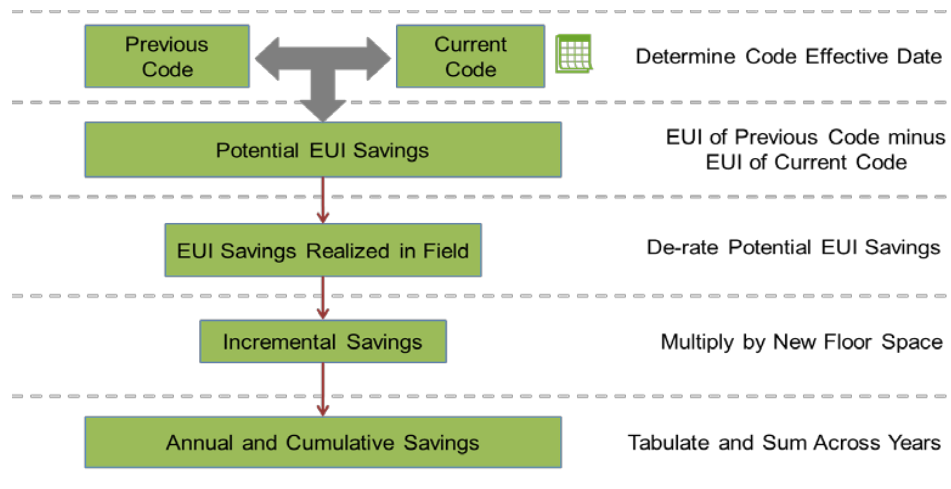 Previous
Code
Current
Code
Determine Code Effective Date
Potential EUI Savings
EUI of Previous Code minus
EUI of Current Code
EUI Savings Realized in Field
De-rate Potential EUI Savings
Incremental Savings
Multiply by New Floor Space
Annual and Cumulative Savings
Tabulate and Sum Across Years